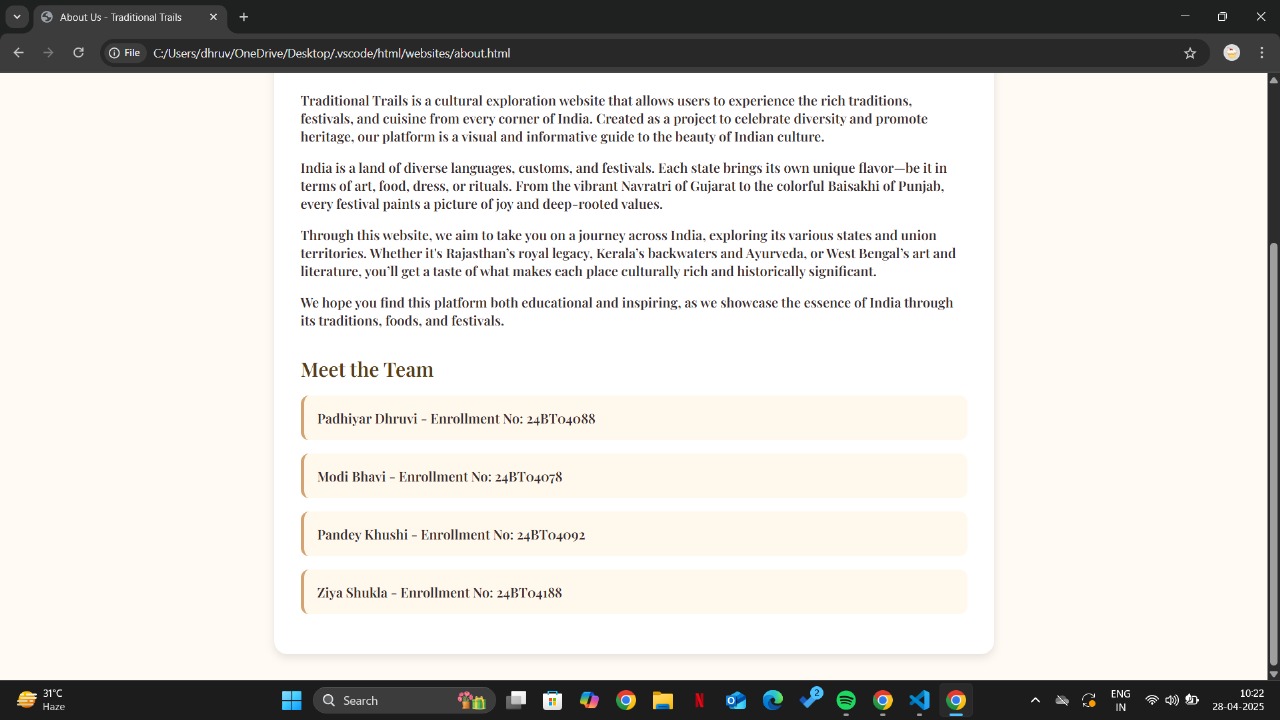 About Us - Traditional Trails
File
C:/Users/dhruv/OneDrive/Desktop/.vscode/html/websites/about.html
Traditional Trails is a cultural exploration website that allows users to experience the rich traditions,
festivals, and cuisine from every corner of India. Created as a project to celebrate diversity and promote
heritage, our platform is a visual and informative guide to the beauty of Indian culture.
India is a land of diverse languages, customs, and festivals. Each state brings its own unique flavor—be it in
terms of art, food, dress, or rituals. From the vibrant Navratri of Gujarat to the colorful Baisakhi of Punjab,
every festival paints a picture of joy and deep-rooted values.
Through this website, we aim to take you on a journey across India, exploring its various states and union
territories. Whether it's Rajasthan’s royal legacy, Kerala’s backwaters and Ayurveda, or West Bengal’s art and
literature, you’ll get a taste of what makes each place culturally rich and historically significant.
We hope you find this platform both educational and inspiring, as we showcase the essence of India through
its traditions, foods, and festivals.
Meet the Team
Padhiyar Dhruvi - Enrollment No: 24BT04088
Modi Bhavi - Enrollment No: 24BT04078
Pandey Khushi - Enrollment No: 24BT04092
Ziya Shukla - Enrollment No: 24BT04188
31°C
Haze
Search
N
2
ENG
IN
10:22
28-04-2025